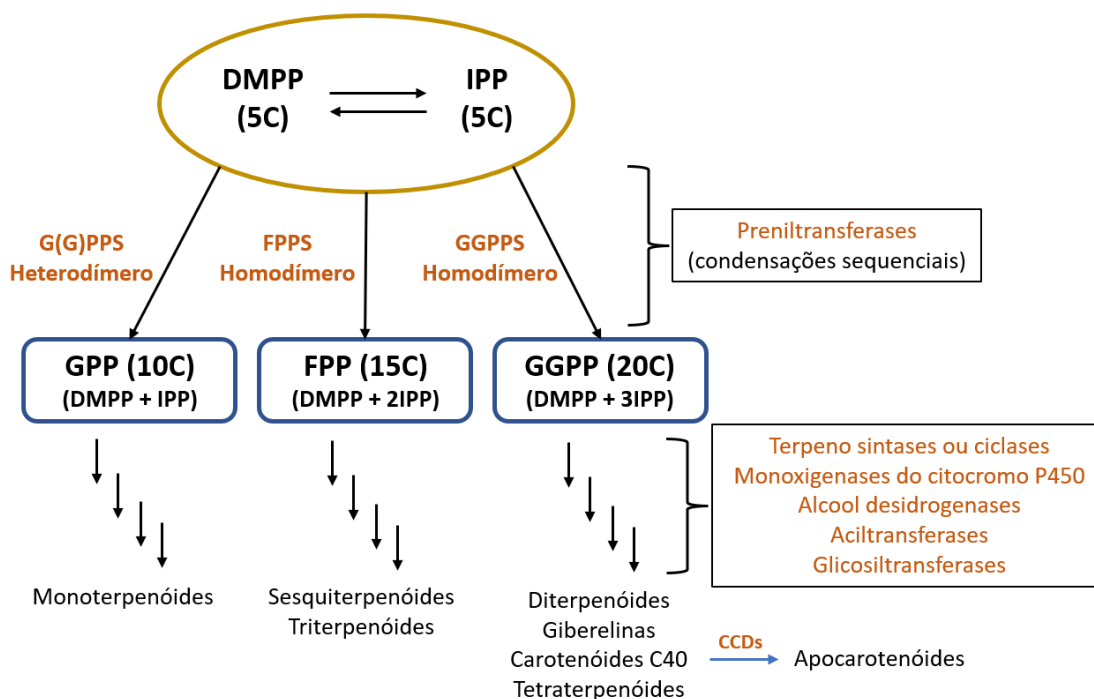 DMPP
(5C)
IPP
(5C)
G(G)PPS
Heterodímero
FPPS
Homodímero
GGPPS
Homodímero
Preniltransferases
(condensações sequenciais)
GPP (10C)
(DMPP + IPP)
FPP (15C)
(DMPP + 2IPP)
GGPP (20C)
(DMPP + 3IPP)
Terpeno sintases ou ciclases
Monoxigenases do citocromo P450
Alcool desidrogenases
Aciltransferases
Glicosiltransferases
Monoterpenóides
Sesquiterpenóides
Triterpenóides
Diterpenóides
Giberelinas
Carotenóides C40
Tetraterpenóides
CCDs
Apocarotenóides